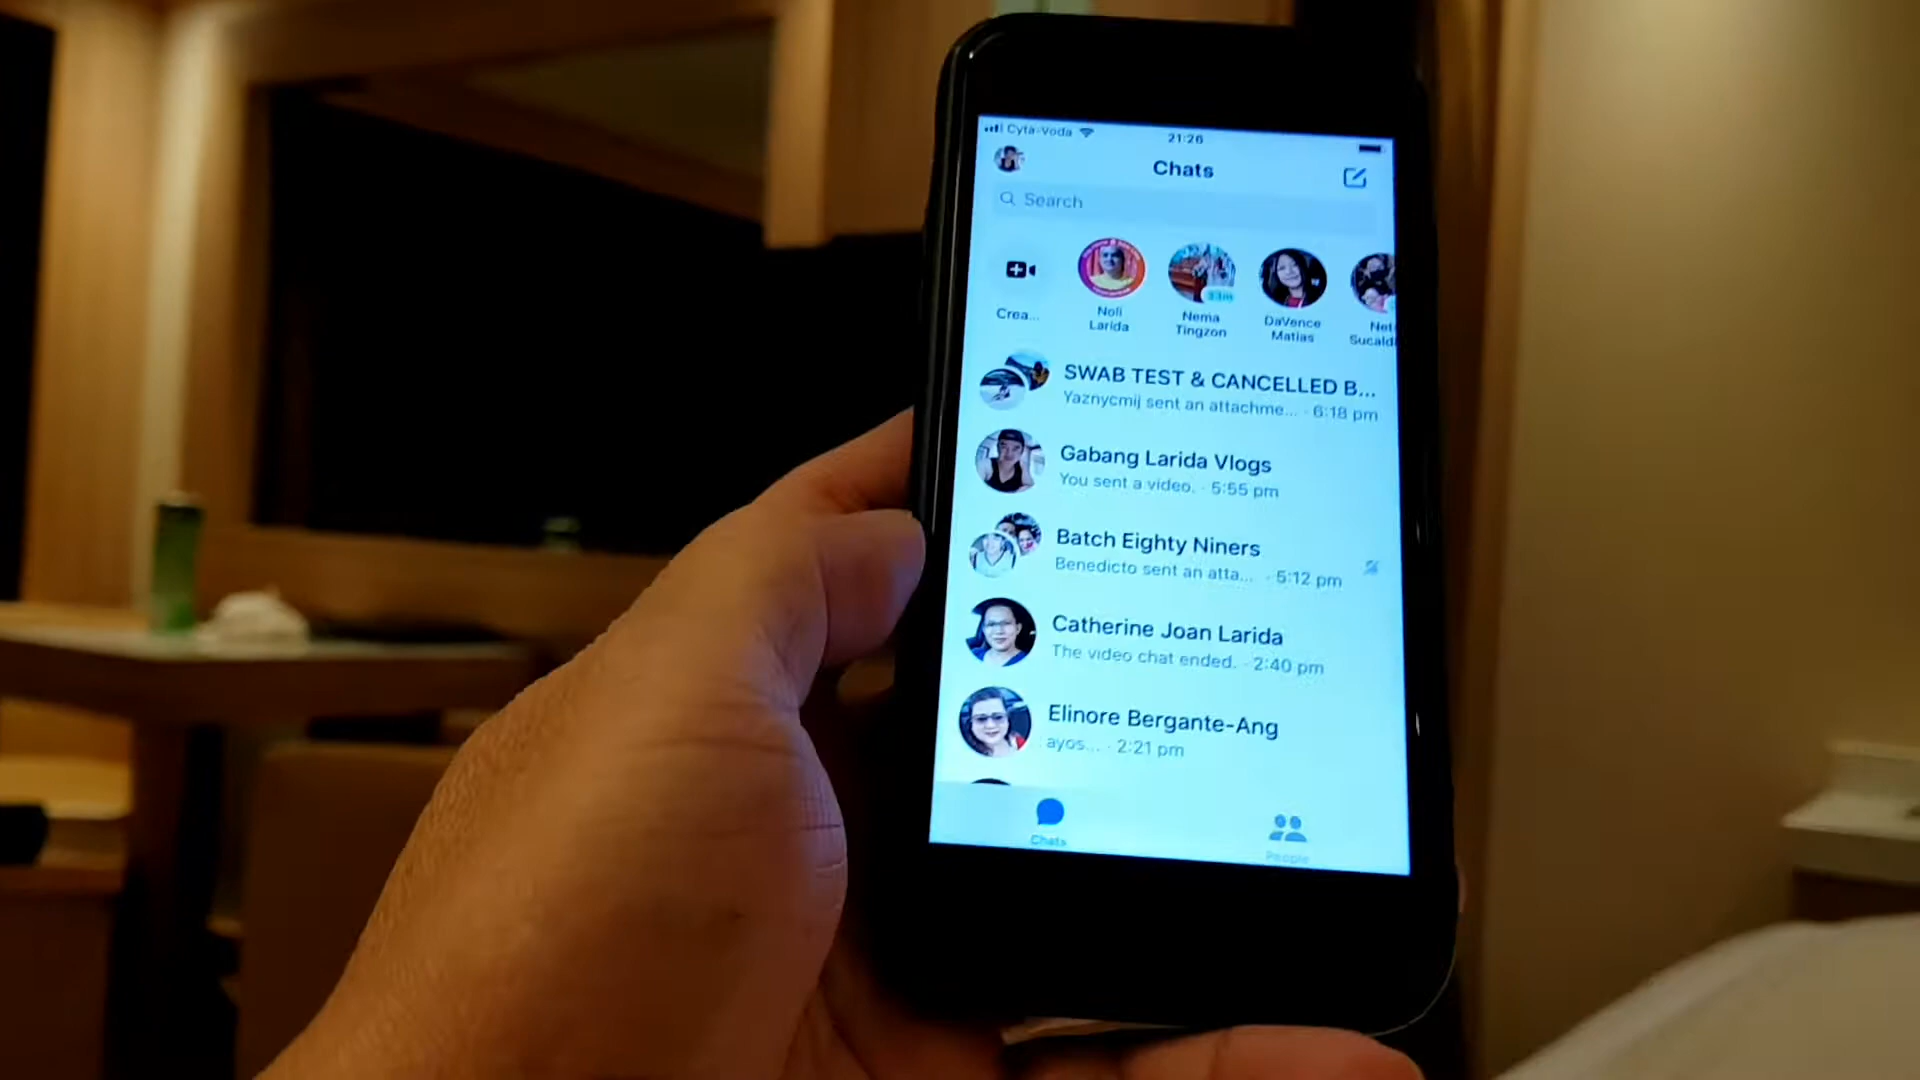 Cyta-Voda 21:26
Chats
Search
Crea...
Noli
Larida
Nema
Tingzon
DaVence
Matias
Net
Sucaldi
SWAB TEST & CANCELLED B...
Yaznycmij sent an attachme... · 6:18 pm
Gabang Larida Vlogs
You sent a video. · 5:55 pm
Batch Eighty Niners
Benedicto sent an atta... · 5:12 pm
Catherine Joan Larida
The video chat ended. · 2:40 pm
Elinore Bergante-Ang
ayos... · 2:21 pm
Chats
People